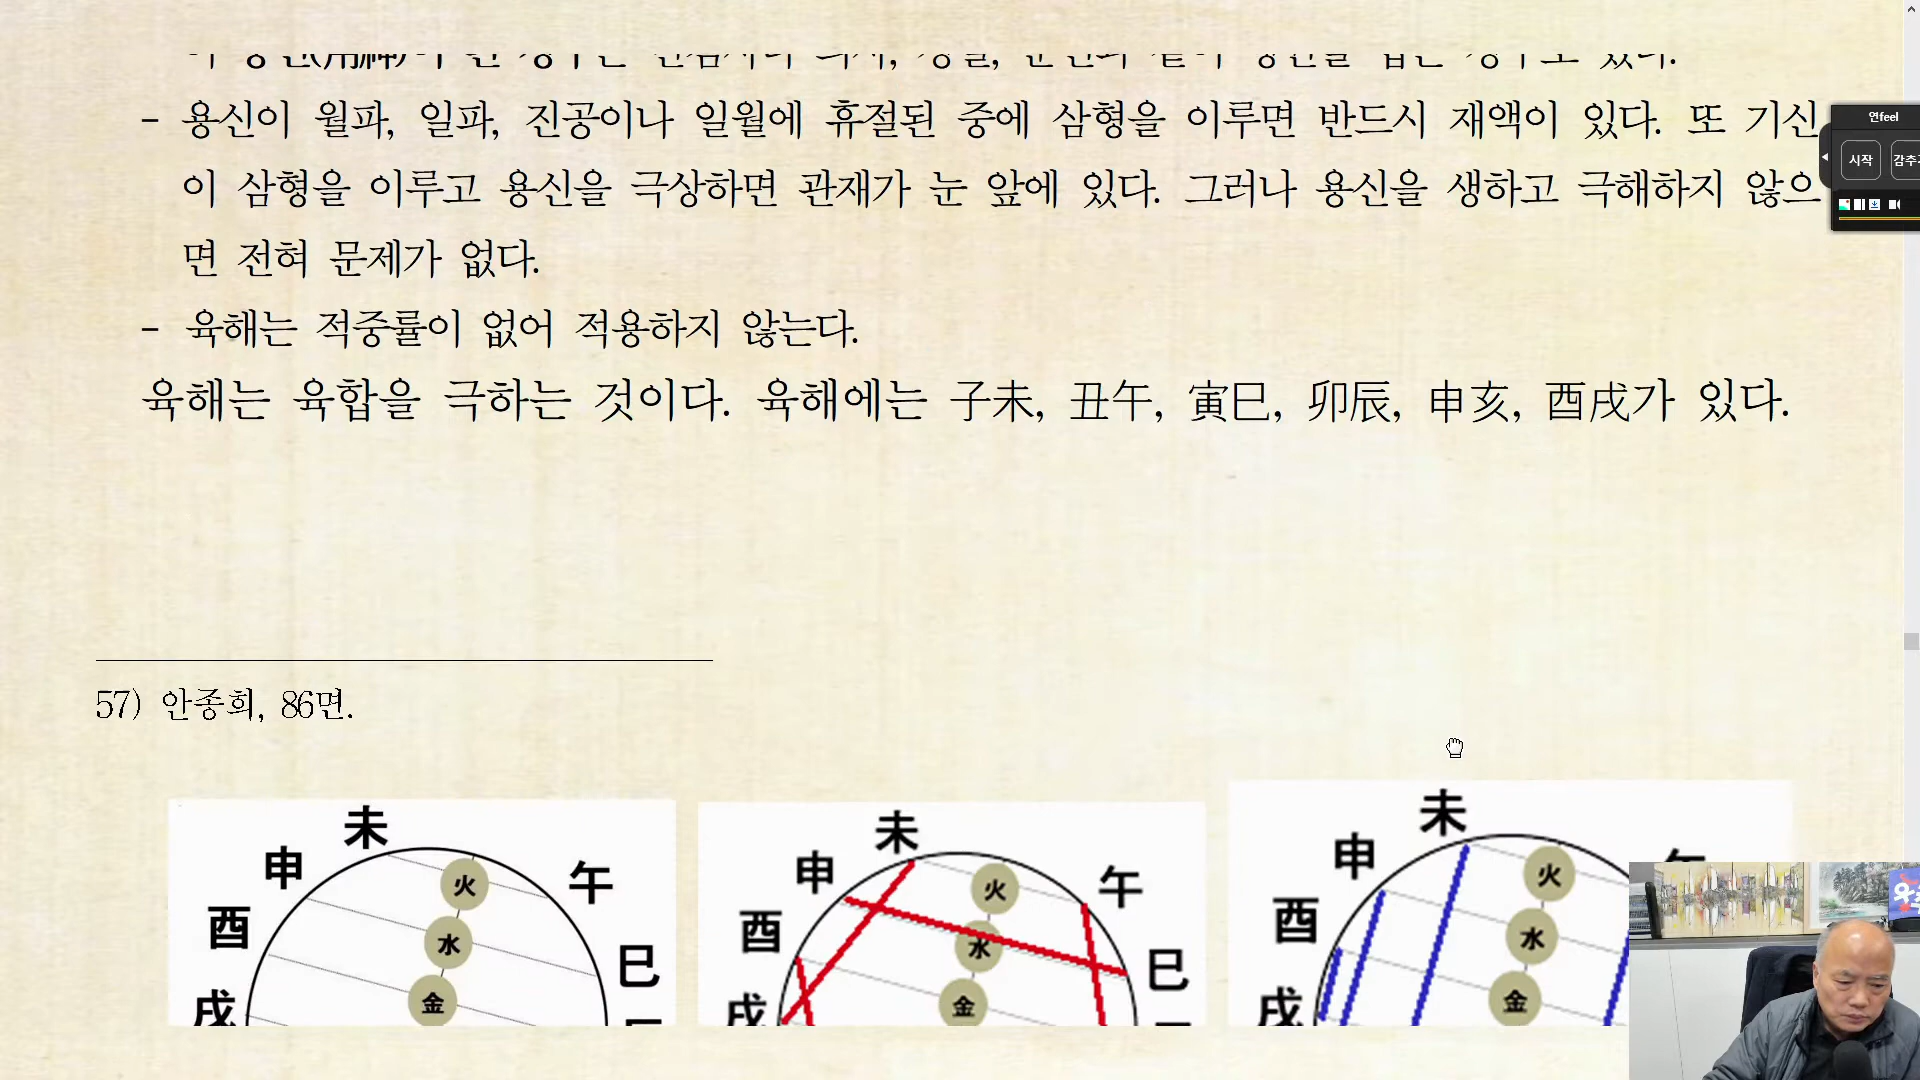 - 용신이 월파, 일파, 진공이나 일월에 휴절된 중에 삼형을 이루면 반드시 재액이 있다. 또 기신
이 삼형을 이루고 용신을 극상하면 관재가 눈 앞에 있다. 그러나 용신을 생하고 극해하지 않으
면 전혀 문제가 없다.
- 육해는 적중률이 없어 적용하지 않는다.
육해는 육합을 극하는 것이다. 육해에는 子未, 丑午, 寅巳, 卯辰, 申亥, 酉戌가 있다.
57) 안종희, 86면.
未
申
午
酉
巳
戌
火
水
金
未
申
午
酉
巳
戌
火
水
金
未
申
酉
戌
火
水
金
연feel
시작